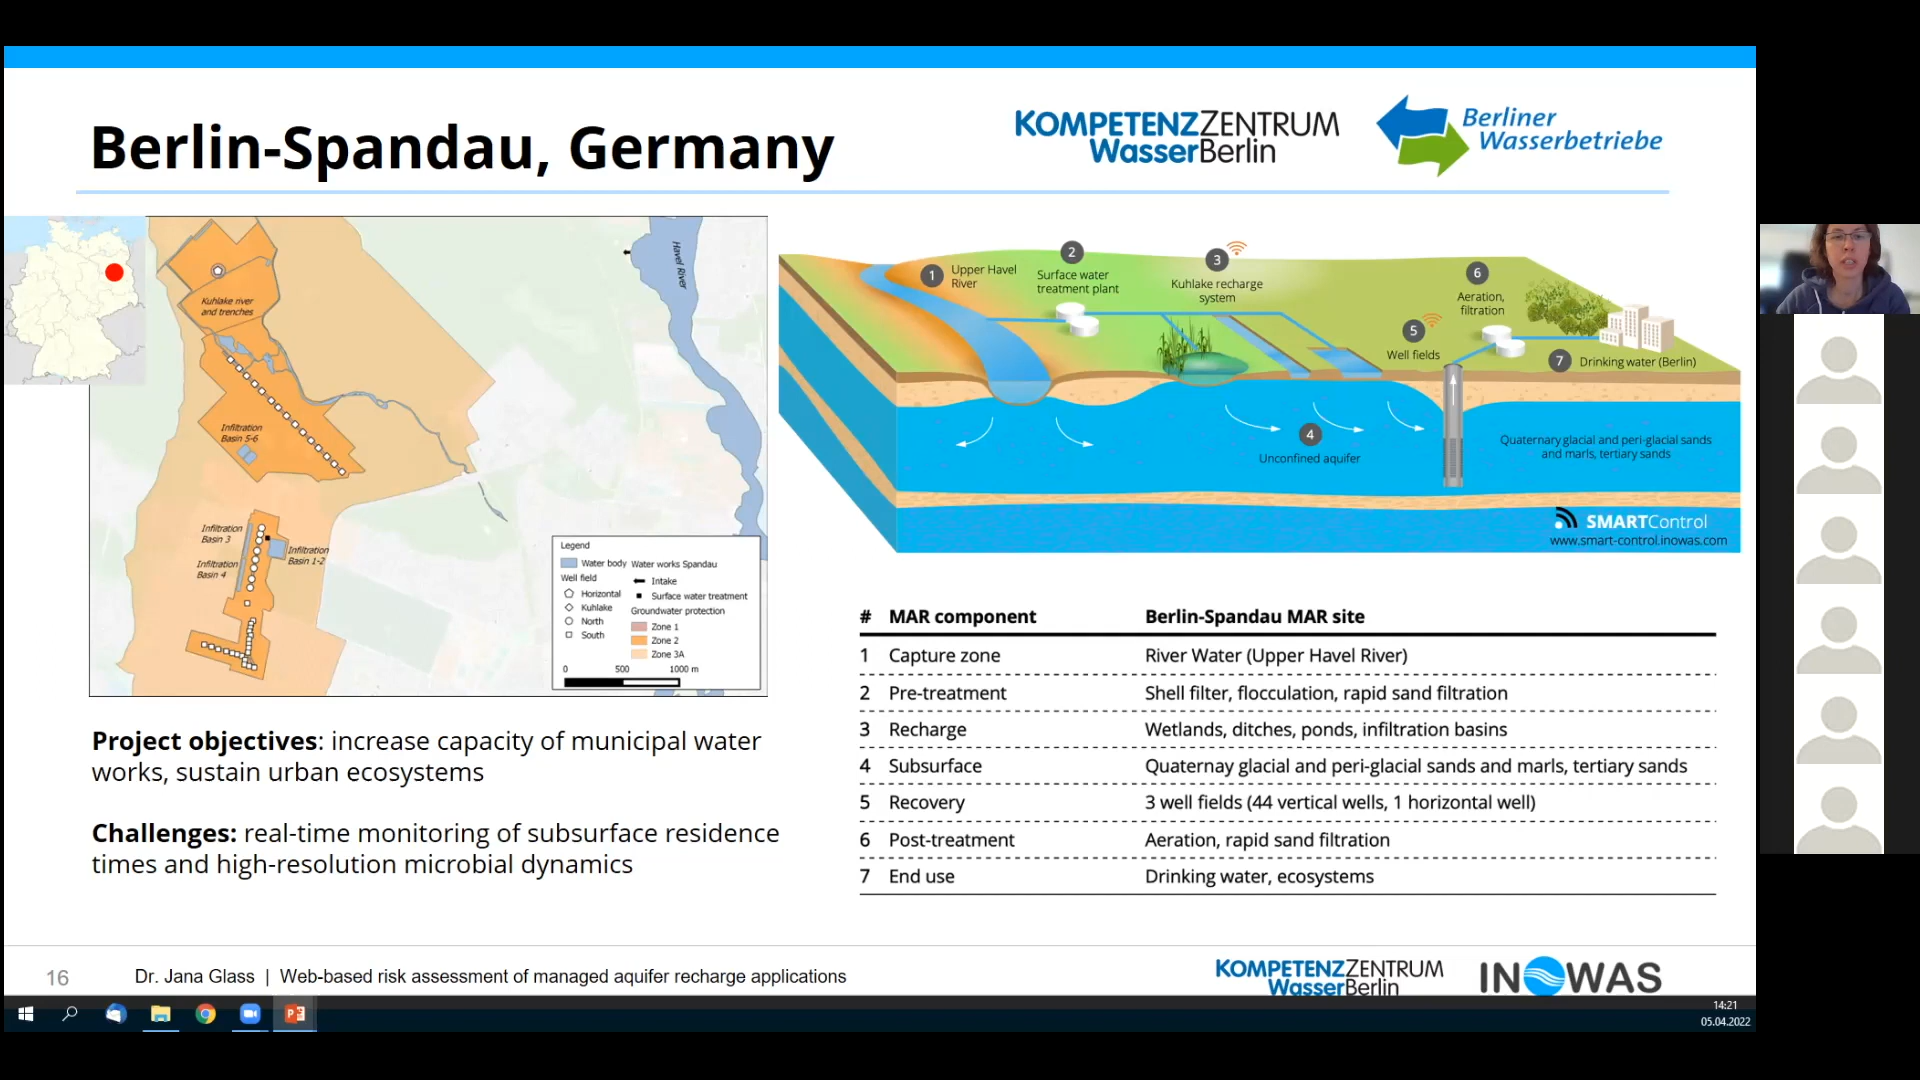 Berlin-Spandau, Germany
KOMPETENZZENTRUM
WasserBerlin
Berliner
Wasserbetriebe
Havel River
Kuhlake river
and trenches
Infiltration
Basin 5-6
Infiltration
Basin 3
Infiltration
Basin 1-2
Infiltration
Basin 4
Legend
Water body
Well field
Horizontal
Kuhlake
North
South
Water works Spandau
Intake
Surface water treatment
Groundwater protection
Zone 1
Zone 2
Zone 3A
0 500 1000 m
1 Upper Havel
River
2
Surface water
treatment plant
3
Kuhlake recharge
system
4
Unconfined aquifer
5
Well fields
6
Aeration,
filtration
7 Drinking water (Berlin)
Quaternary glacial and peri-glacial sands
and marls, tertiary sands
SMARTControl
www.smart-control.inowas.com
# MAR component Berlin-Spandau MAR site
1 Capture zone River Water (Upper Havel River)
2 Pre-treatment Shell filter, flocculation, rapid sand filtration
3 Recharge Wetlands, ditches, ponds, infiltration basins
4 Subsurface Quaternay glacial and peri-glacial sands and marls, tertiary sands
5 Recovery 3 well fields (44 vertical wells, 1 horizontal well)
6 Post-treatment Aeration, rapid sand filtration
7 End use Drinking water, ecosystems
Project objectives: increase capacity of municipal water
works, sustain urban ecosystems
Challenges: real-time monitoring of subsurface residence
times and high-resolution microbial dynamics
16 Dr. Jana Glass | Web-based risk assessment of managed aquifer recharge applications
KOMPETENZZENTRUM
WasserBerlin
INOWAS
14:21
05.04.2022